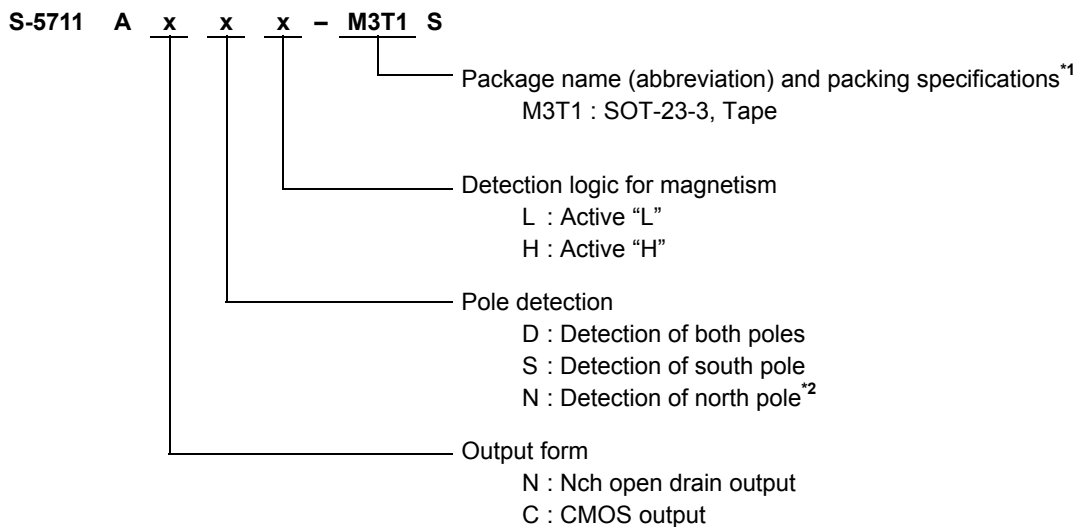 S-5711 A x x x – M3T1 S
Package name (abbreviation) and packing specifications*1
M3T1 : SOT-23-3, Tape
Detection logic for magnetism
L : Active “L”
H : Active “H”
Pole detection
D : Detection of both poles
S : Detection of south pole
N : Detection of north pole*2
Output form
N : Nch open drain output
C : CMOS output